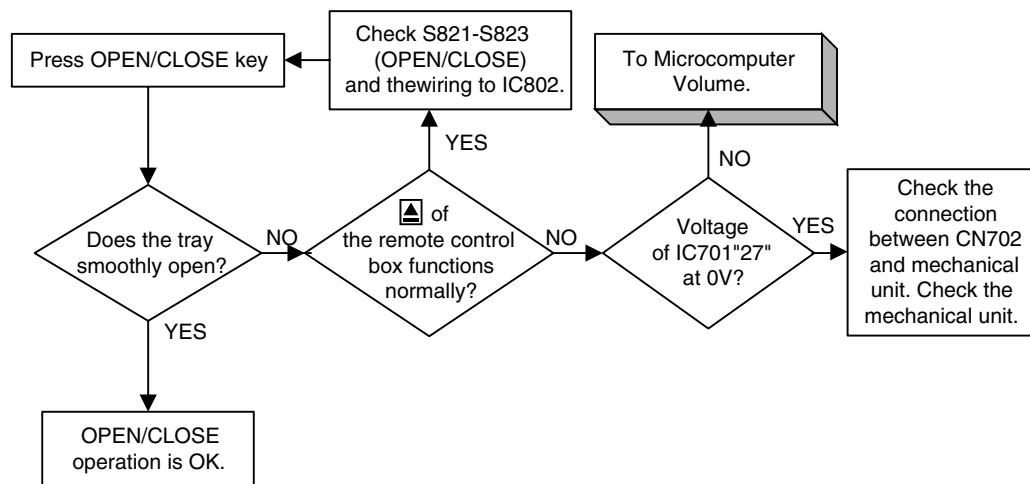 Press OPEN/CLOSE key
Check S821-S823
(OPEN/CLOSE)
and thewiring to IC802.
To Microcomputer
Volume.
YES
NO
Does the tray
smoothly open?
NO
of
the remote control
box functions
normally?
NO
Voltage
of IC701"27"
at 0V?
YES
Check the
connection
between CN702
and mechanical
unit. Check the
mechanical unit.
YES
OPEN/CLOSE
operation is OK.